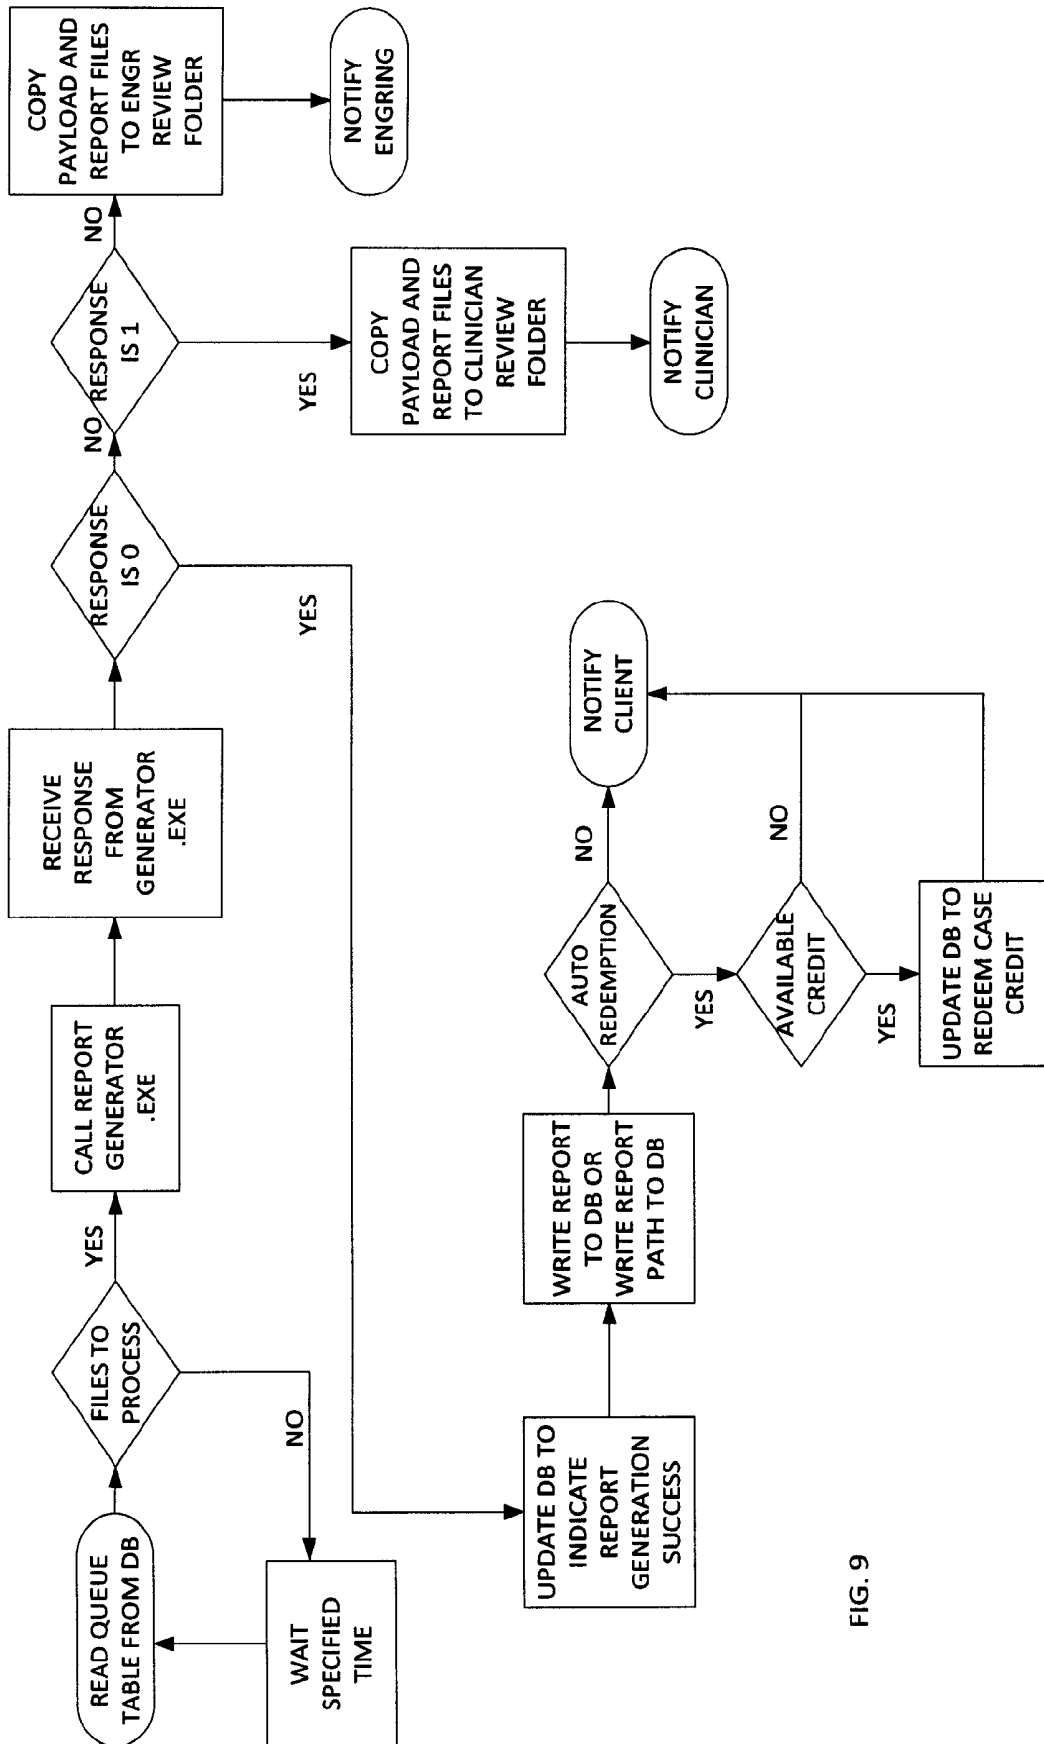 READ QUEUE
TABLE FROM DB
FILES TO
PROCESS
YES
CALL REPORT
GENERATOR
.EXE
RECEIVE
RESPONSE
FROM
GENERATOR
.EXE
RESPONSE
IS 0
NO
RESPONSE
IS 1
NO
COPY
PAYLOAD AND
REPORT FILES
TO ENGR
REVIEW
FOLDER
NOTIFY
ENGRING
NO
WAIT
SPECIFIED
TIME
YES
YES
COPY
PAYLOAD AND
REPORT FILES
TO CLINICIAN
REVIEW
FOLDER
NOTIFY
CLINICIAN
UPDATE DB TO
INDICATE
REPORT
GENERATION
SUCCESS
WRITE REPORT
TO DB OR
WRITE REPORT
PATH TO DB
AUTO
REDEMPTION
NO
NOTIFY
CLIENT
YES
AVAILABLE
CREDIT
NO
YES
UPDATE DB TO
REDEEM CASE
CREDIT
FIG. 9